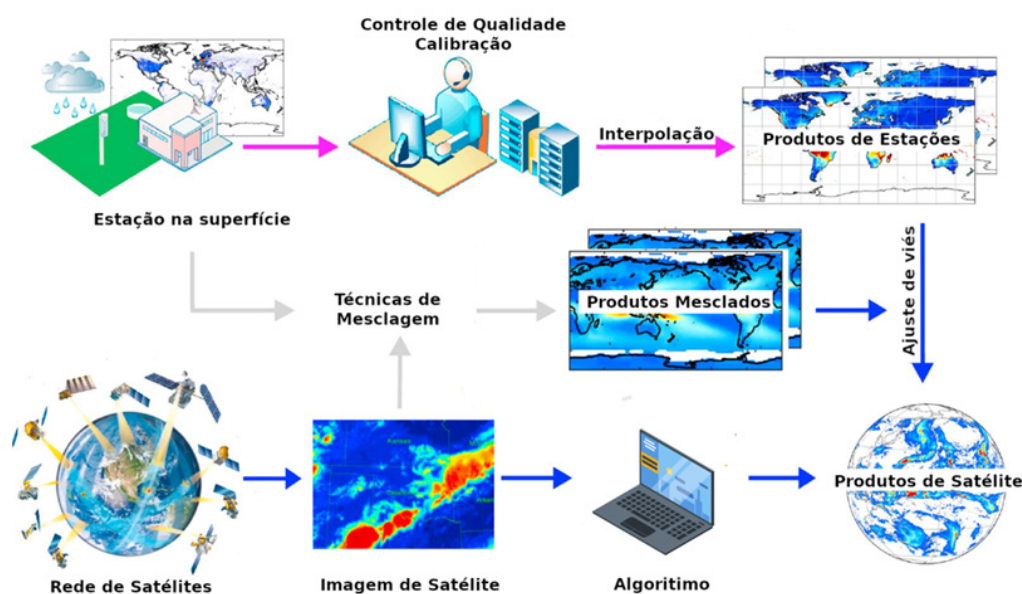 Controle de Qualidade
Calibração
Interpolação
Produtos de Estações
Estação na superfície
Técnicas de
Mesclagem
Produtos Mesclados
Ajuste de viés
Kansas
Produtos de Satélite
Rede de Satélites
Imagem de Satélite
Algoritimo